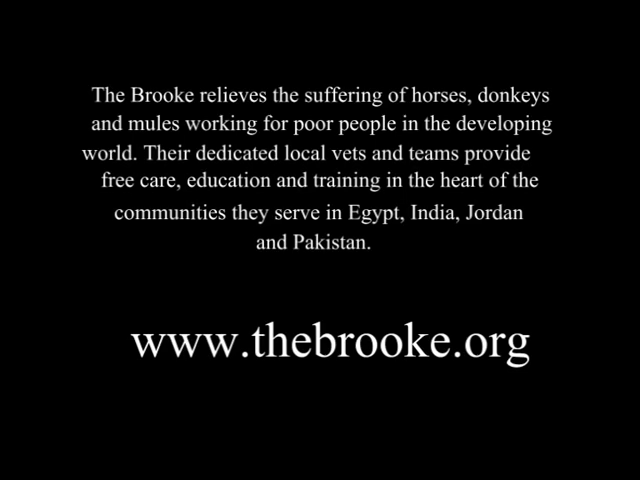 The Brooke relieves the suffering of horses, donkeys
and mules working for poor people in the developing
world. Their dedicated local vets and teams provide
free care, education and training in the heart of the
communities they serve in Egypt, India, Jordan
and Pakistan.
www.thebrooke.org